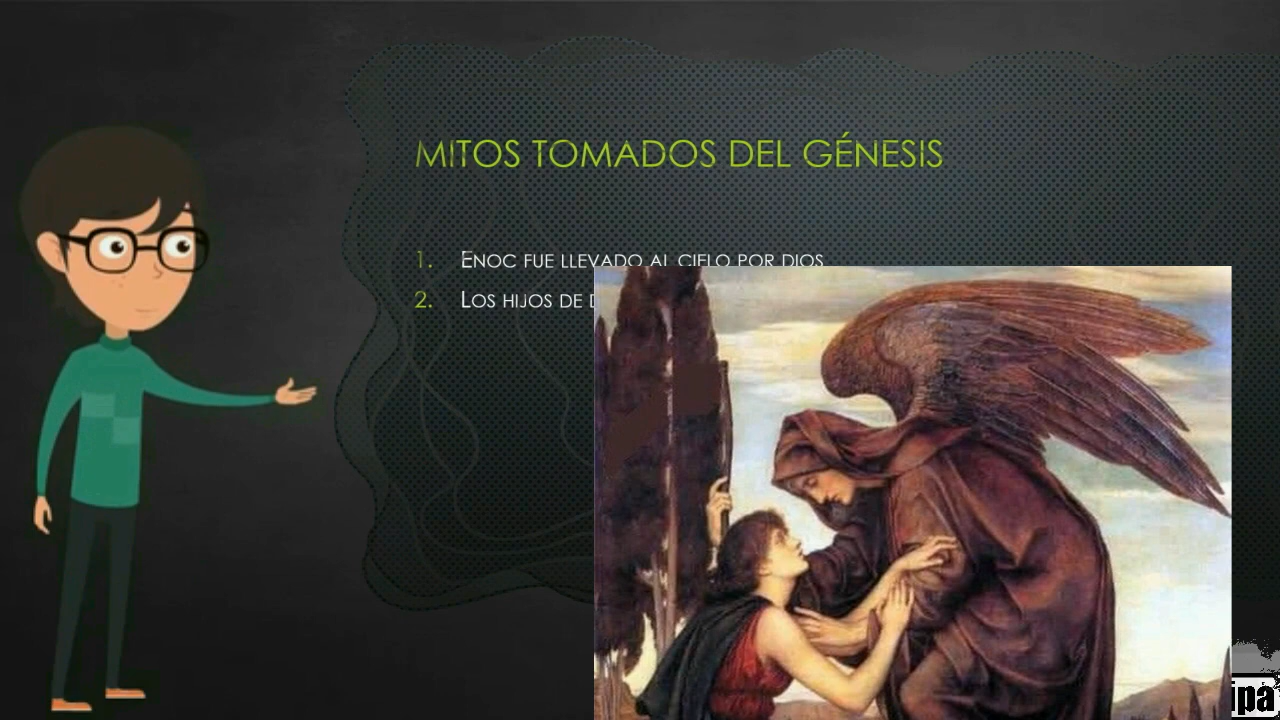 MITOS TOMADOS DEL GÉNESIS
1. ENOC FUE LLEVADO AL CIELO POR DIOS
2. LOS HIJOS DE
ipa